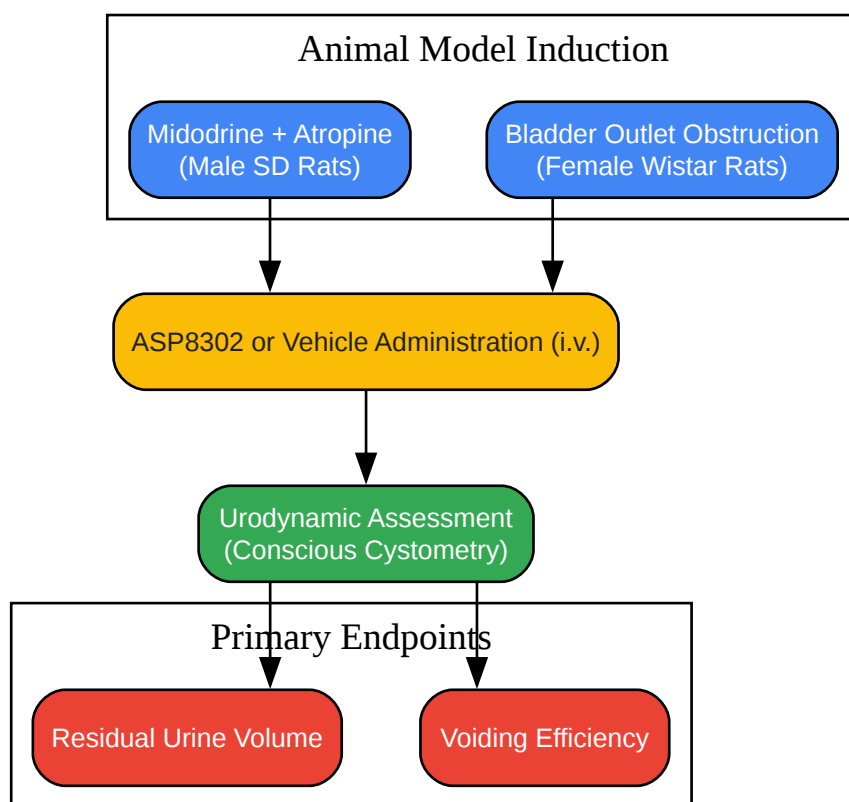 Animal Model Induction
Midodrine + Atropine
(Male SD Rats)
Bladder Outlet Obstruction
(Female Wistar Rats)
ASP8302 or Vehicle Administration (i.v.)
Urodynamic Assessment
(Conscious Cystometry)
Primary Endpoints
Residual Urine Volume
Voiding Efficiency